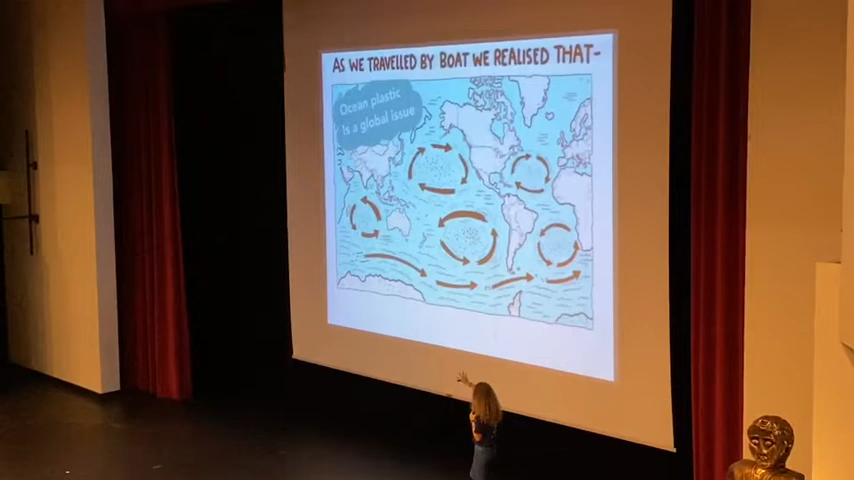 AS WE TRAVELLED BY BOAT WE REALISED THAT-
Ocean plastic
Is a global issue